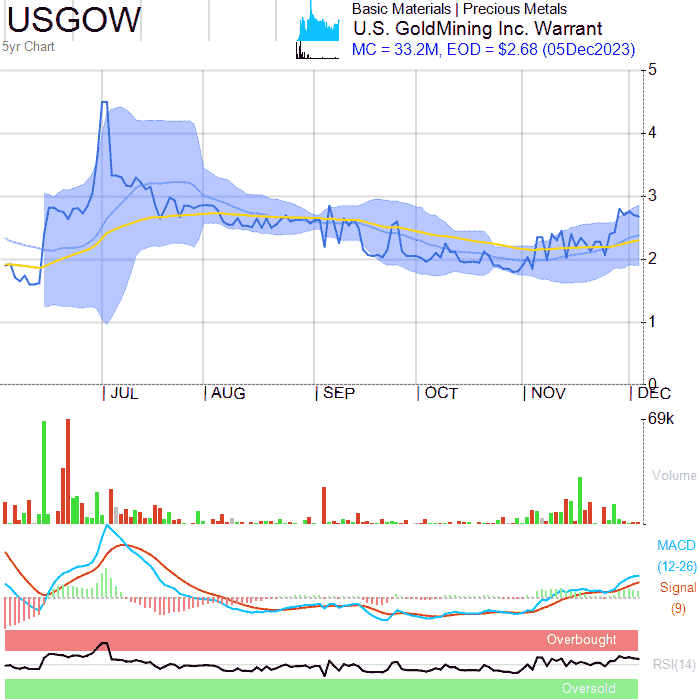 USGOW
5yr Chart
Basic Materials | Precious Metals
U.S. GoldMining Inc. Warrant
MC = 33.2M, EOD = $2.68 (05Dec2023)
5
4
3
2
1
0
JUL AUG SEP OCT NOV DEC
69k
Volume
MACD
(12-26)
Signal
(9)
Overbought
RSI(14)
Oversold